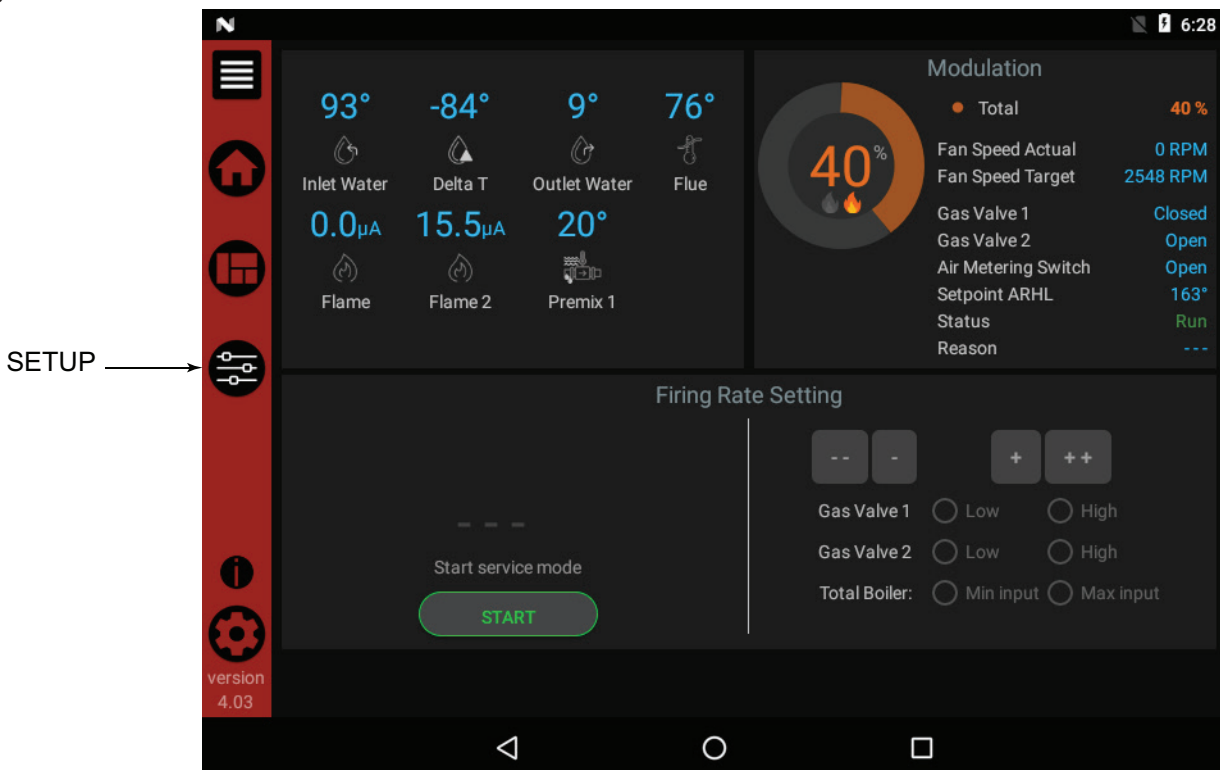 6:28
SETUP
93° -84° 9° 76°
Inlet Water Delta T Outlet Water Flue
0.0µA 15.5µA 20°
Flame Flame 2 Premix 1
Modulation
Total 40 %
40%
Fan Speed Actual 0 RPM
Fan Speed Target 2548 RPM
Gas Valve 1 Closed
Gas Valve 2 Open
Air Metering Switch Open
Setpoint ARHL 163°
Status Run
Reason ---
Firing Rate Setting
-- - + ++
Gas Valve 1 Low High
Gas Valve 2 Low High
Total Boiler: Min input Max input
---
Start service mode
START
version
4.03